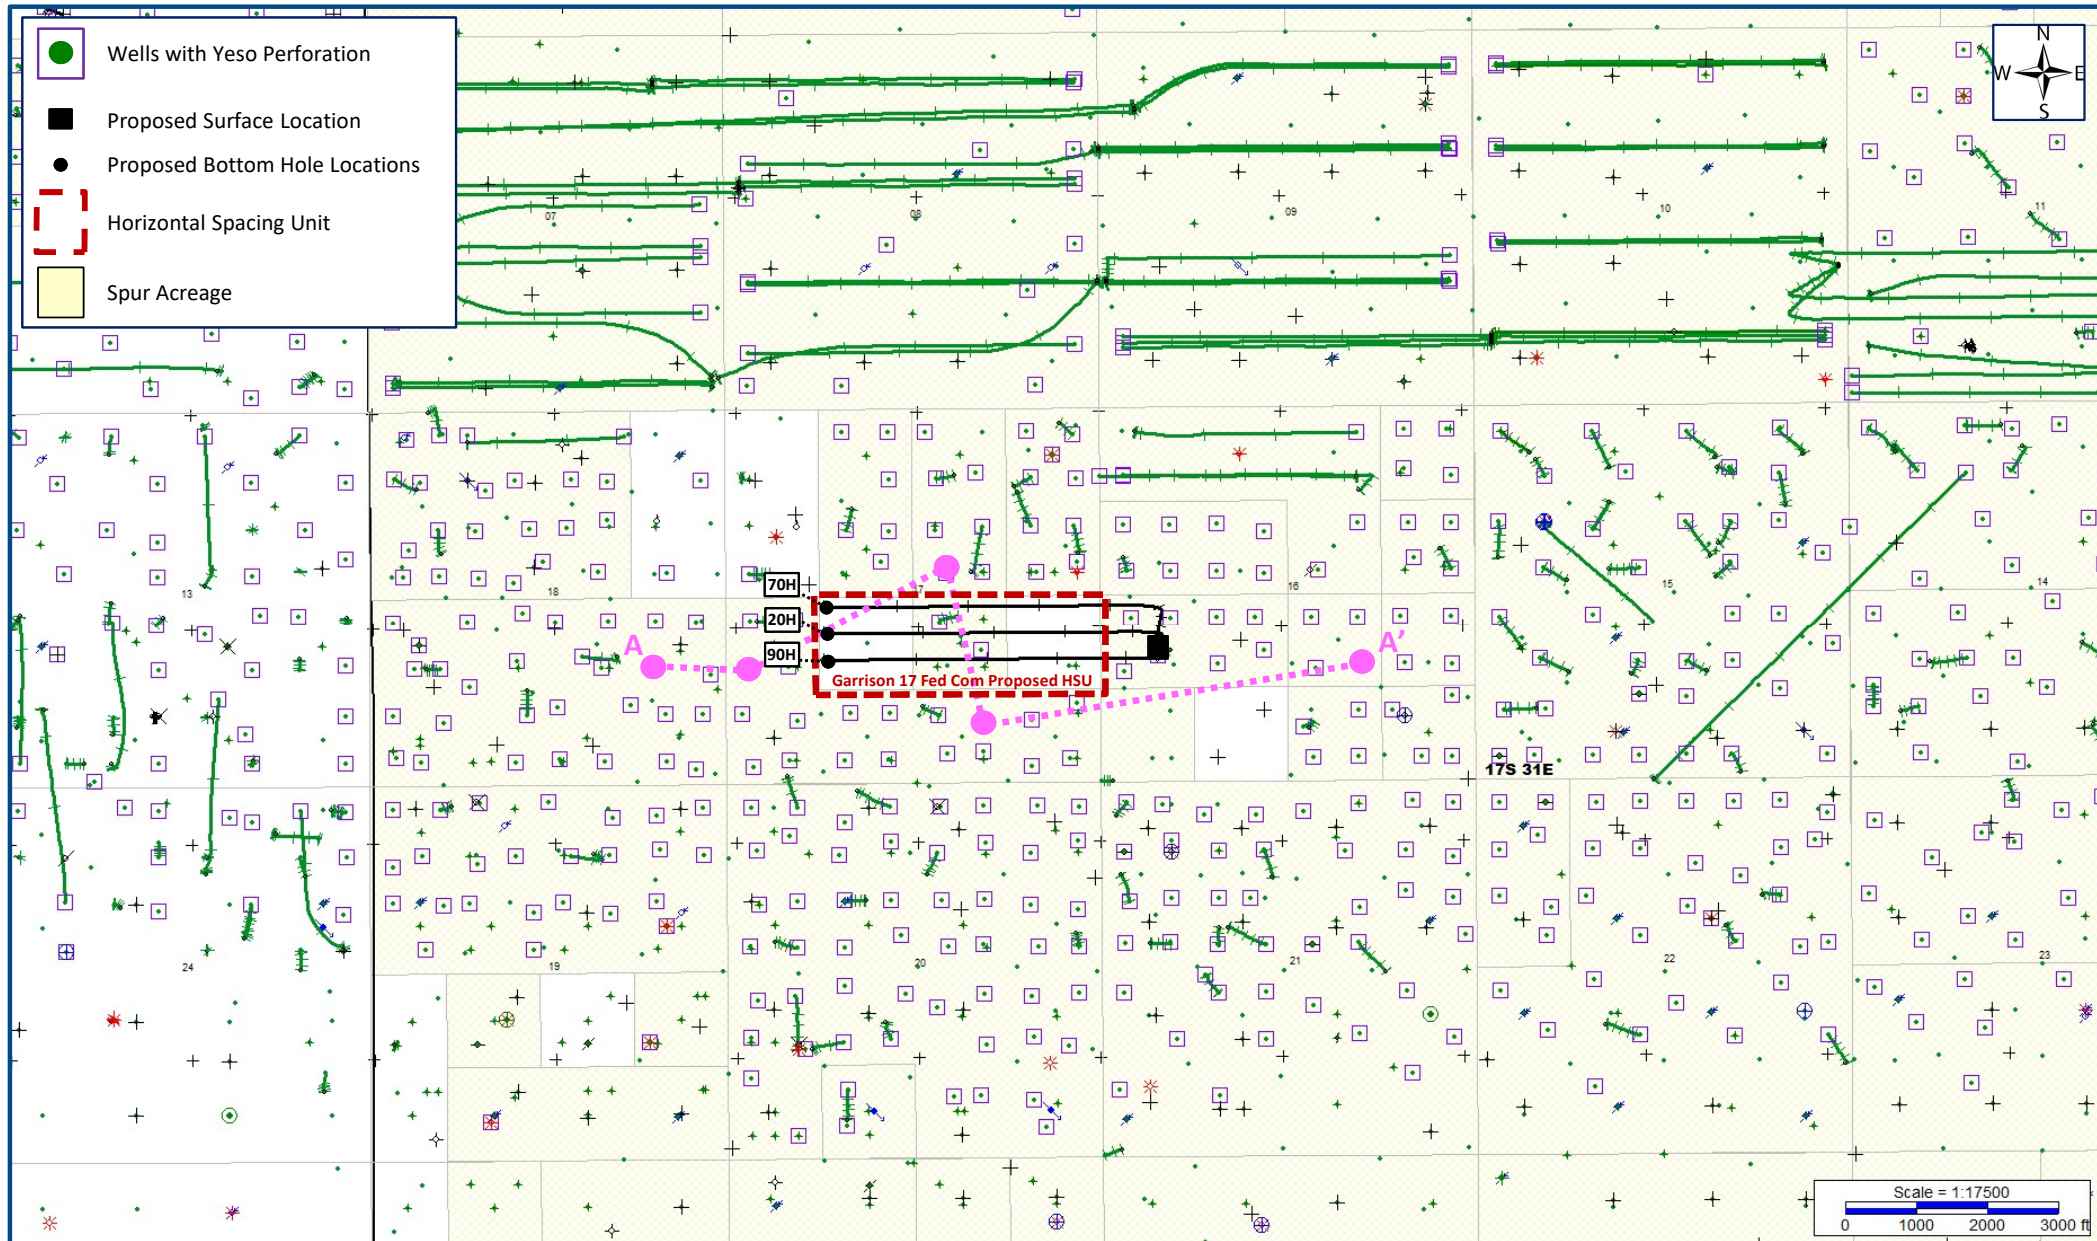 Wells with Yeso Perforation
Proposed Surface Location
Proposed Bottom Hole Locations
Horizontal Spacing Unit
Spur Acreage
N
W E
S
07
08
09
10
11
18
17
16
15
14
13
70H
20H
90H
A
A'
Garrison 17 Fed Com Proposed HSU
17S 31E
24
19
20
21
22
23
Scale = 1:17500
0 1000 2000 3000 ft